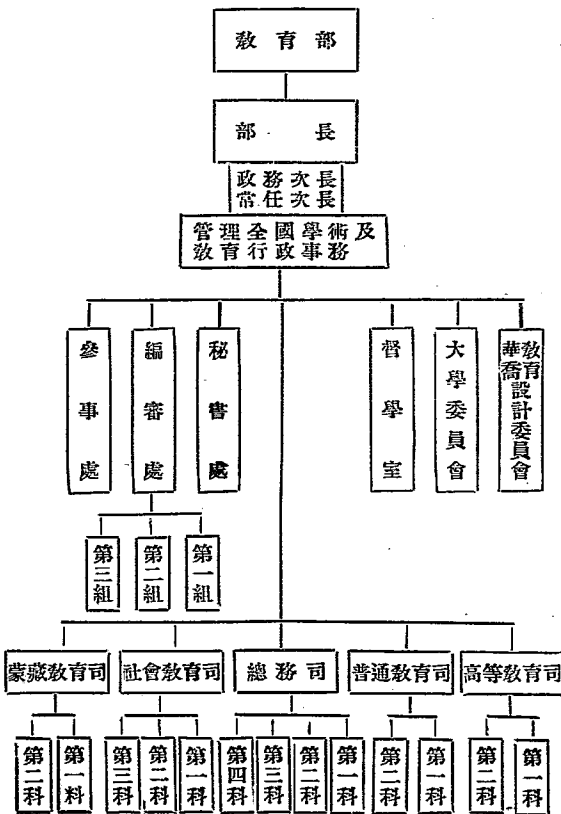 教育部
部長
政務次長
常任次長
管理全國學術及
教育行政事務
參事處
編審處
秘書處
督學室
大學委員會
華僑教育設計委員會
第三組
第二組
第一組
蒙藏教育司
社會教育司
總務司
普通教育司
高等教育司
第二科
第一科
第三科
第二科
第一科
第四科
第三科
第二科
第一科
第二科
第一科
第二科
第一科